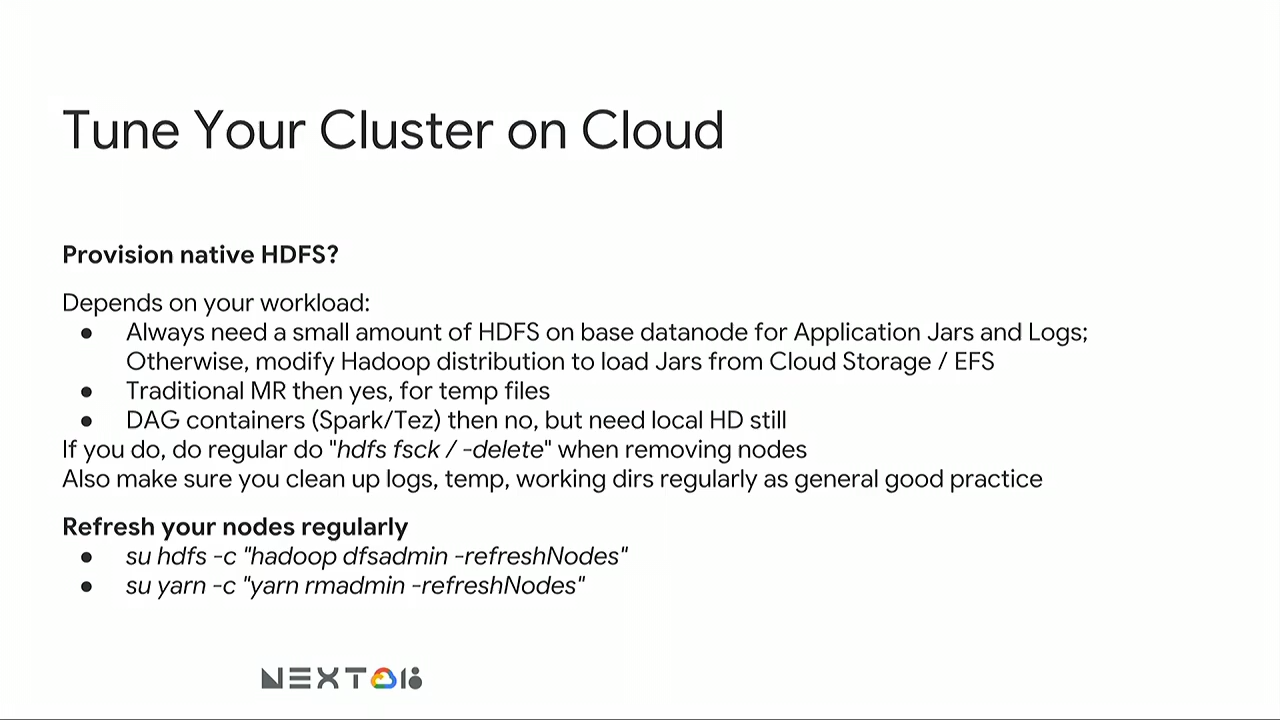 Tune Your Cluster on Cloud
Provision native HDFS?
Depends on your workload:
● Always need a small amount of HDFS on base datanode for Application Jars and Logs;
Otherwise, modify Hadoop distribution to load Jars from Cloud Storage / EFS
● Traditional MR then yes, for temp files
● DAG containers (Spark/Tez) then no, but need local HD still
If you do, do regular do "hdfs fsck / -delete" when removing nodes
Also make sure you clean up logs, temp, working dirs regularly as general good practice
Refresh your nodes regularly
● su hdfs -c "hadoop dfsadmin -refreshNodes"
● su yarn -c "yarn rmadmin -refreshNodes"
NEXT 18